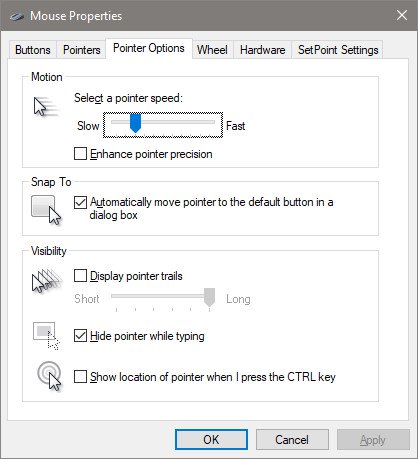 Mouse Properties
Buttons Pointers Pointer Options Wheel Hardware SetPoint Settings
Motion
Select a pointer speed:
Slow Fast
Enhance pointer precision
Snap To
Automatically move pointer to the default button in a
dialog box
Visibility
Display pointer trails
Short Long
Hide pointer while typing
Show location of pointer when I press the CTRL key
OK Cancel Apply